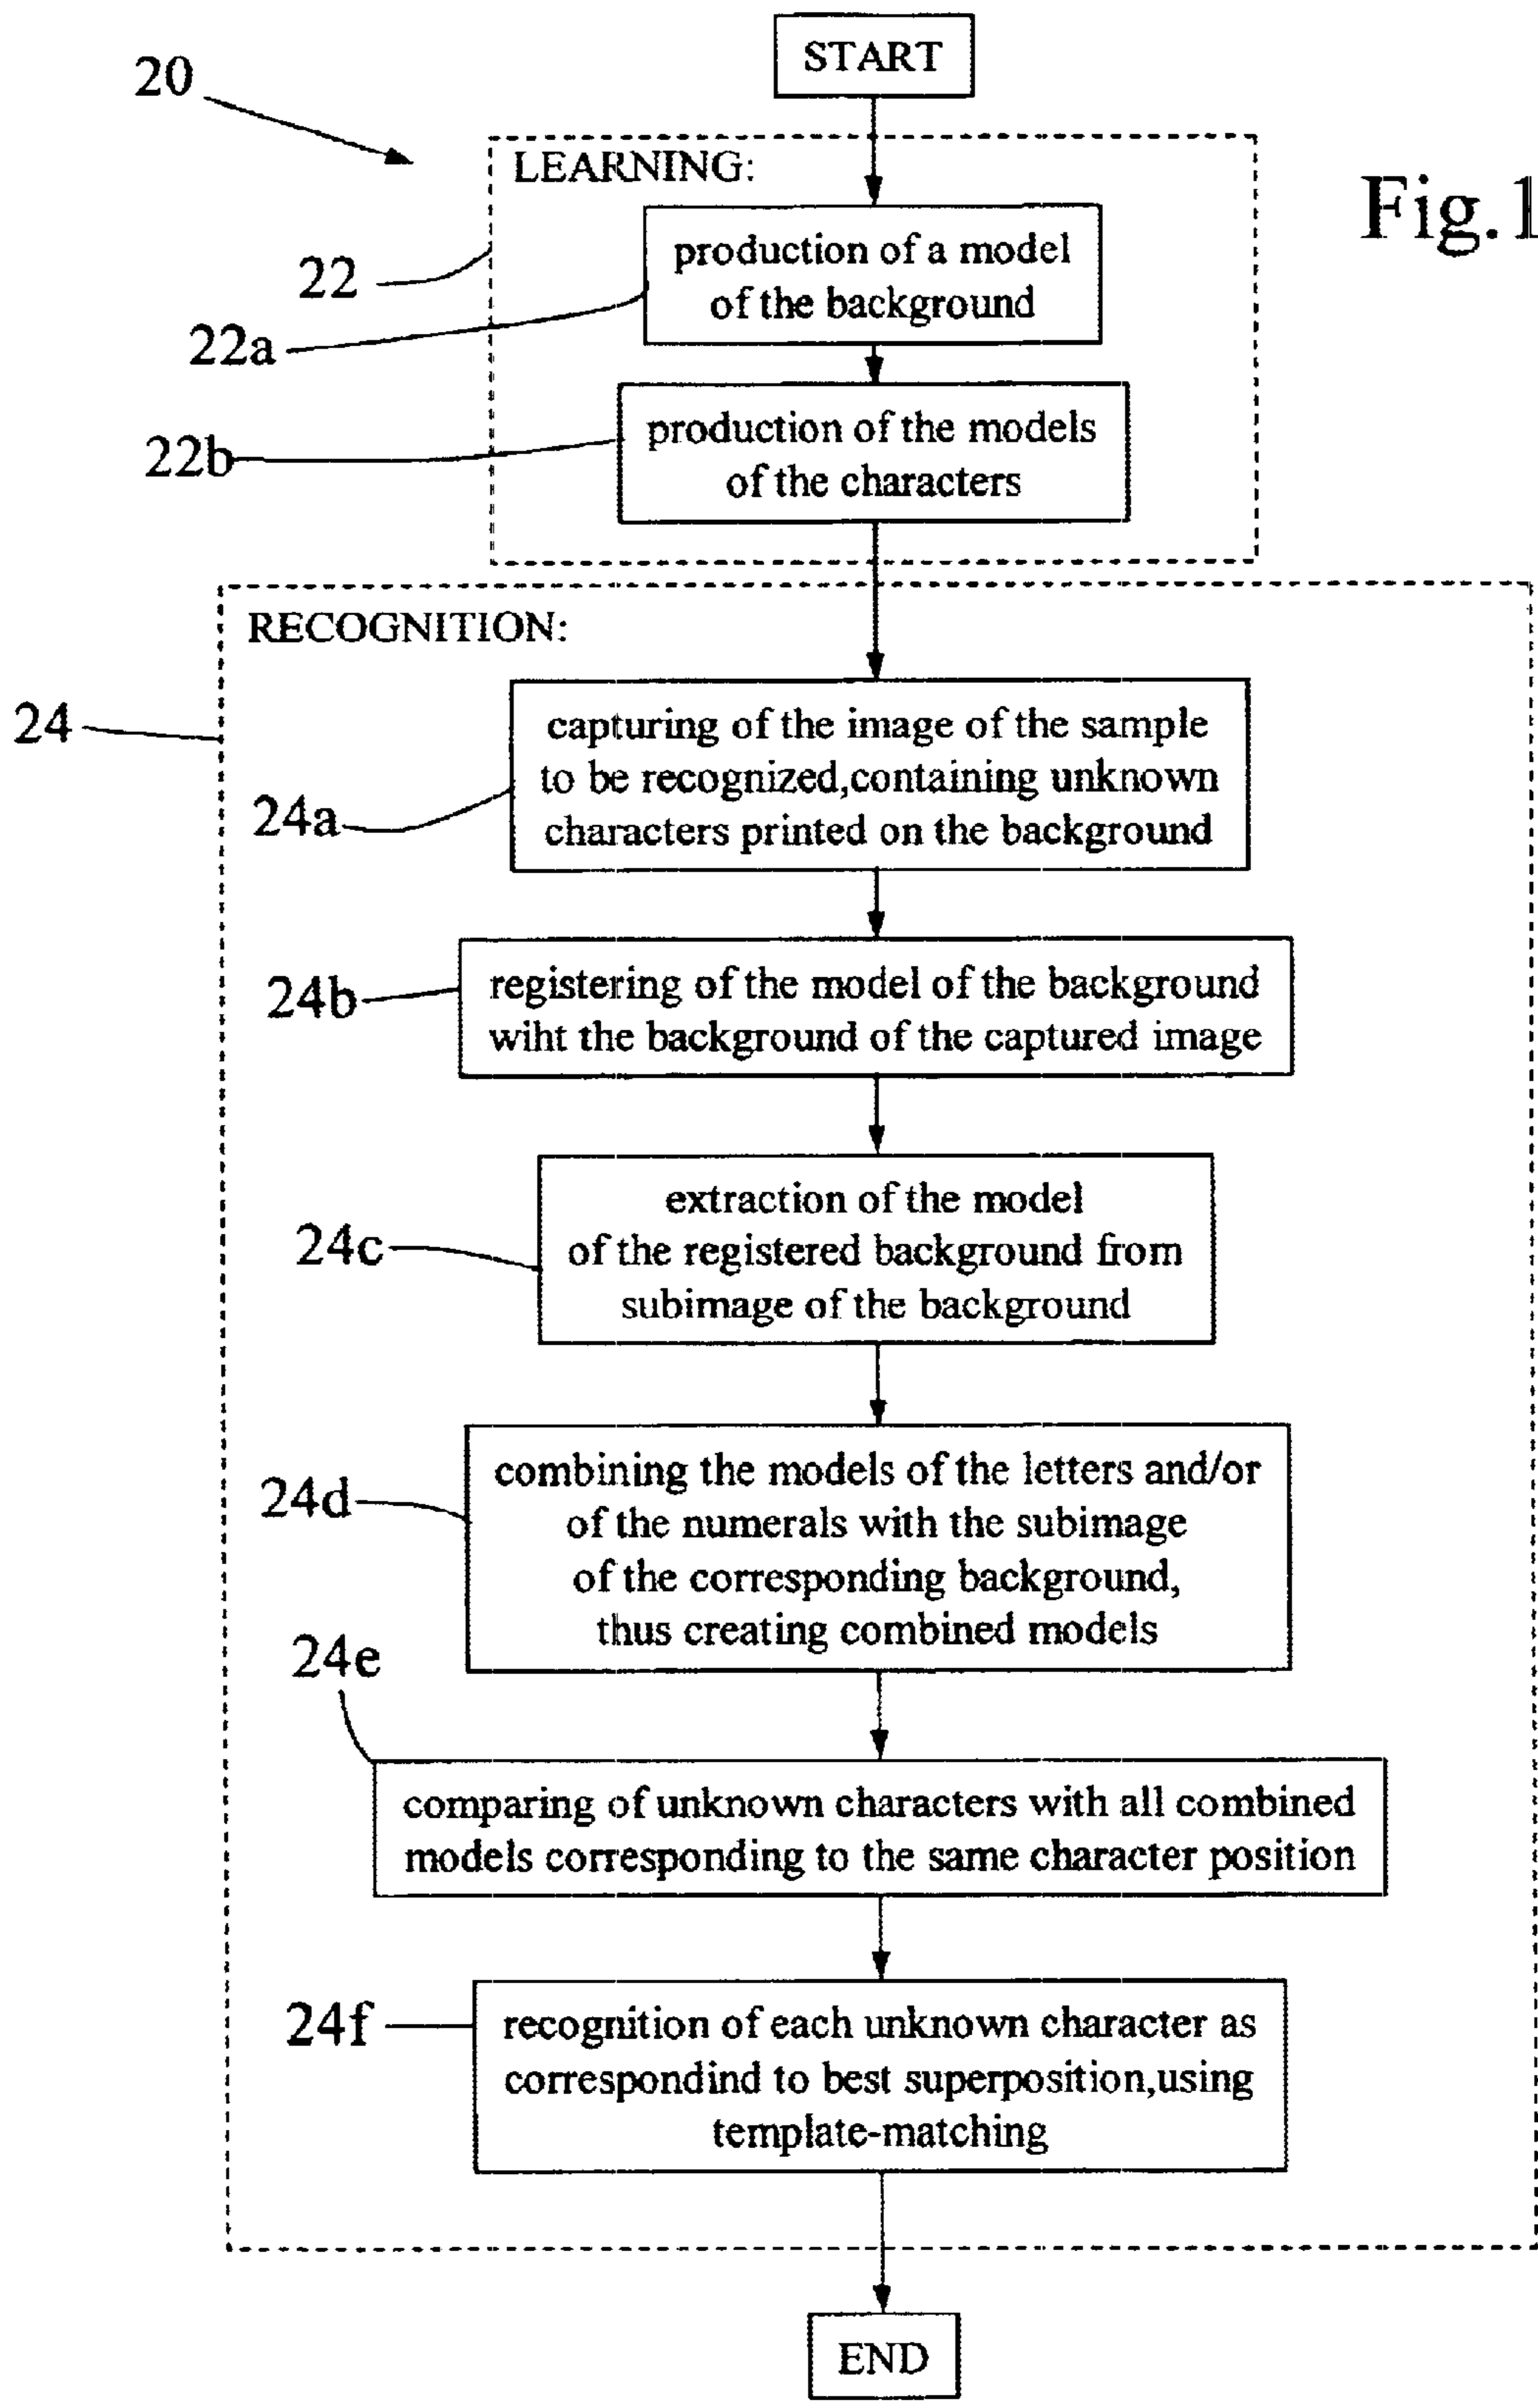 START
20
LEARNING:
Fig.1
22
production of a model
of the background
22a
22b
production of the models
of the characters
RECOGNITION:
24
24a
capturing of the image of the sample
to be recognized,containing unknown
characters printed on the background
24b
registering of the model of the background
wiht the background of the captured image
24c
extraction of the model
of the registered background from
subimage of the background
24d
combining the models of the letters and/or
of the numerals with the subimage
of the corresponding background,
thus creating combined models
24e
comparing of unknown characters with all combined
models corresponding to the same character position
24f
recognition of each unknown character as
correspondind to best superposition,using
template-matching
END